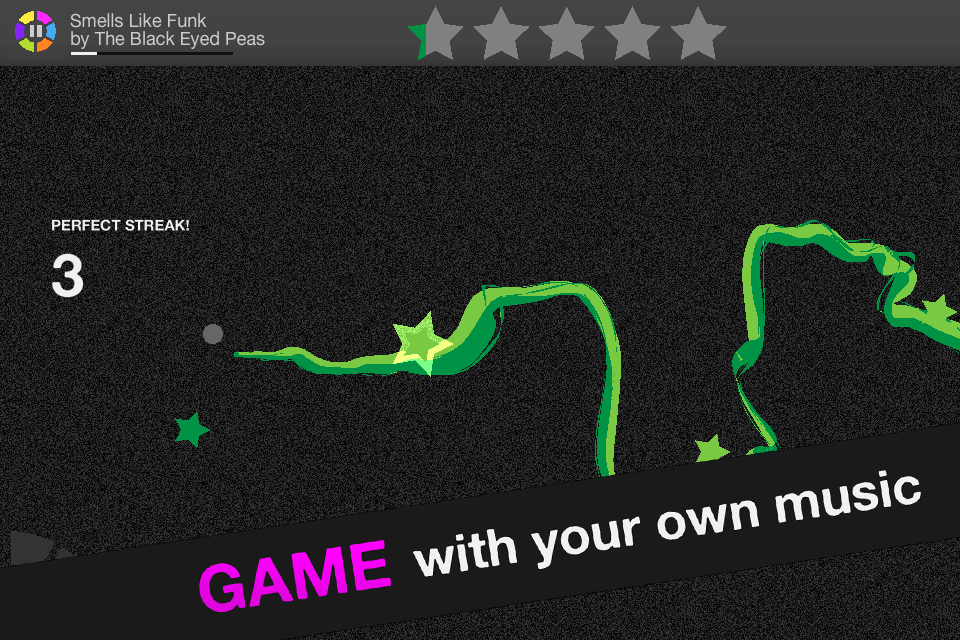 Smells Like Funk
by The Black Eyed Peas
PERFECT STREAK!
3
GAME with your own music